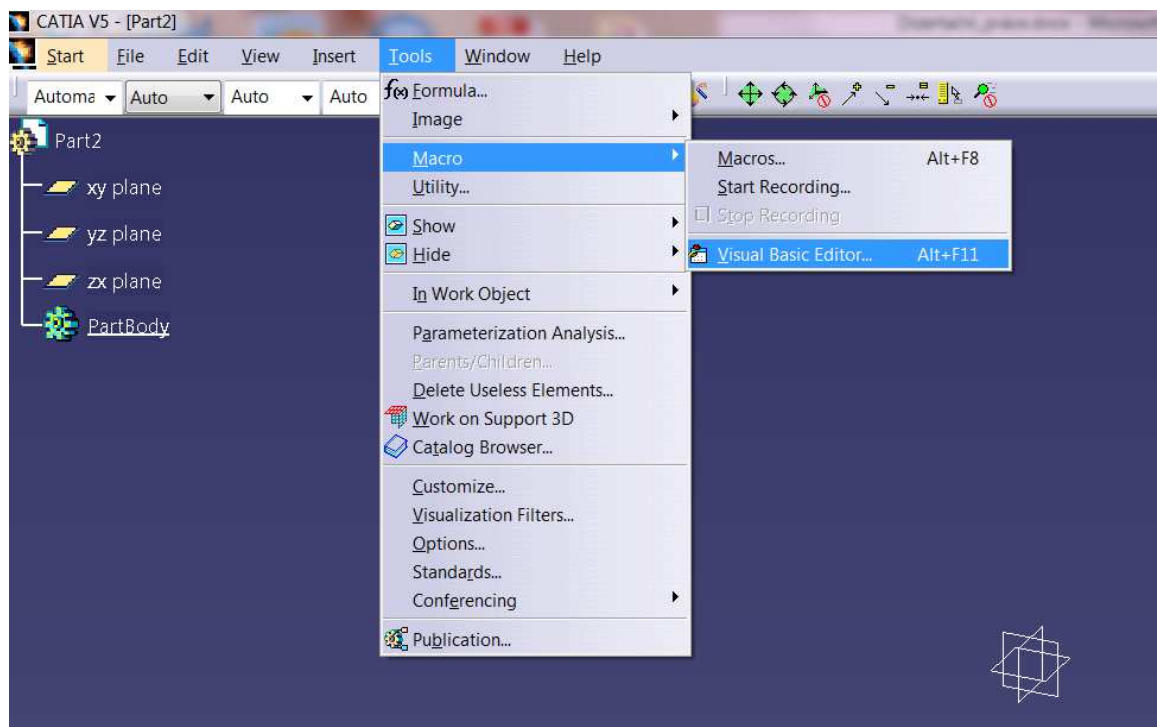 CATIA V5 - [Part2]
Start File Edit View Insert Tools Window Help
Automa Auto Auto Auto
Part2
xy plane
yz plane
zx plane
PartBody
f(x) Formula...
Image
Macro
Utility...
Show
Hide
In Work Object
Parameterization Analysis...
Parents/Children...
Delete Useless Elements...
Work on Support 3D
Catalog Browser...
Customize...
Visualization Filters...
Options...
Standards...
Conferencing
Publication...
Macros... Alt+F8
Start Recording...
Stop Recording
Visual Basic Editor... Alt+F11